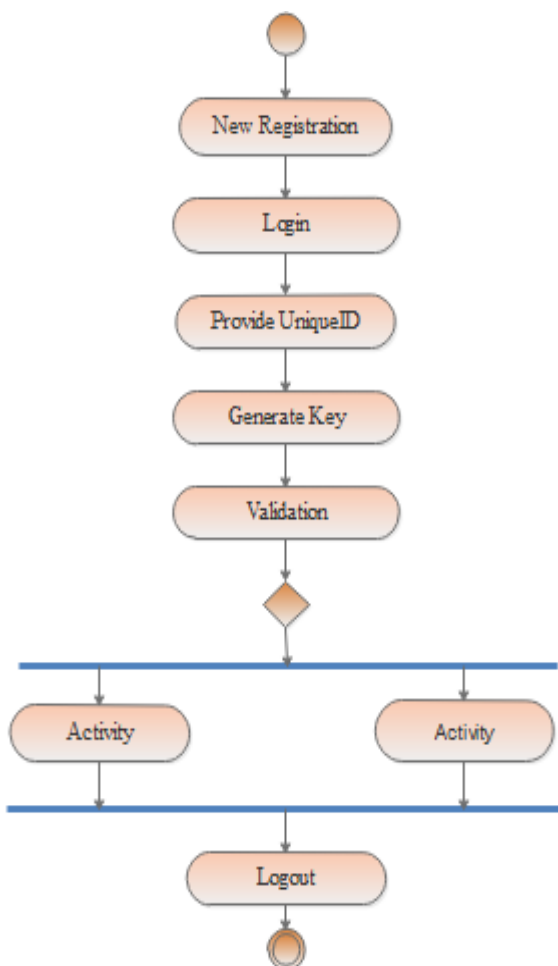 New Registration
Login
Provide UniqueID
Generate Key
Validation
Activity
Activity
Logout